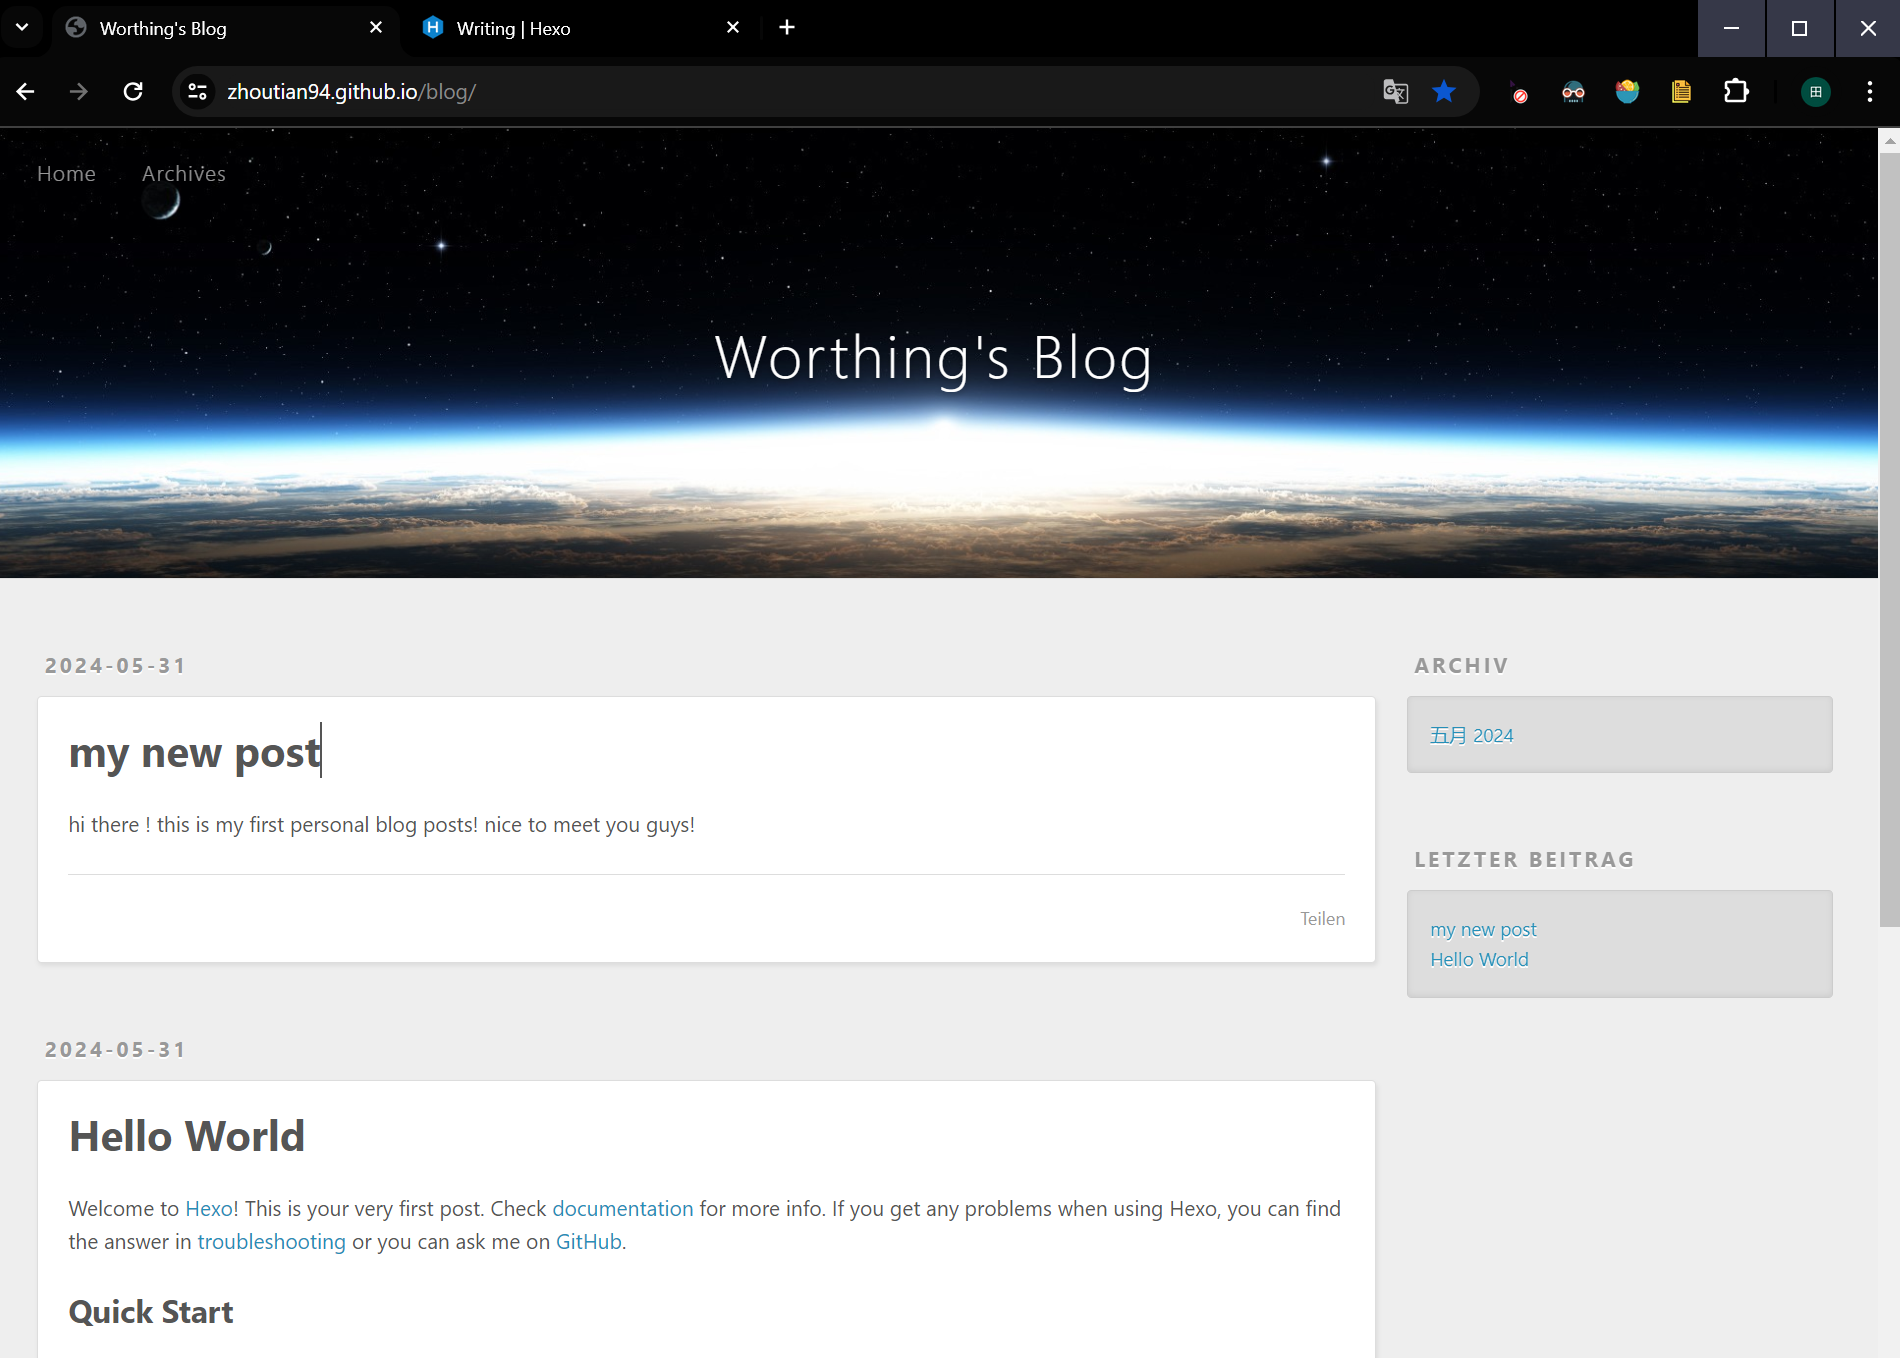 Worthing's Blog
Writing | Hexo
zhoutian94.github.io/blog/
田
Home Archives
Worthing's Blog
2024-05-31
my new post
hi there ! this is my first personal blog posts! nice to meet you guys!
Teilen
ARCHIV
五月 2024
LETZTER BEITRAG
my new post
Hello World
2024-05-31
Hello World
Welcome to Hexo! This is your very first post. Check documentation for more info. If you get any problems when using Hexo, you can find
the answer in troubleshooting or you can ask me on GitHub.
Quick Start